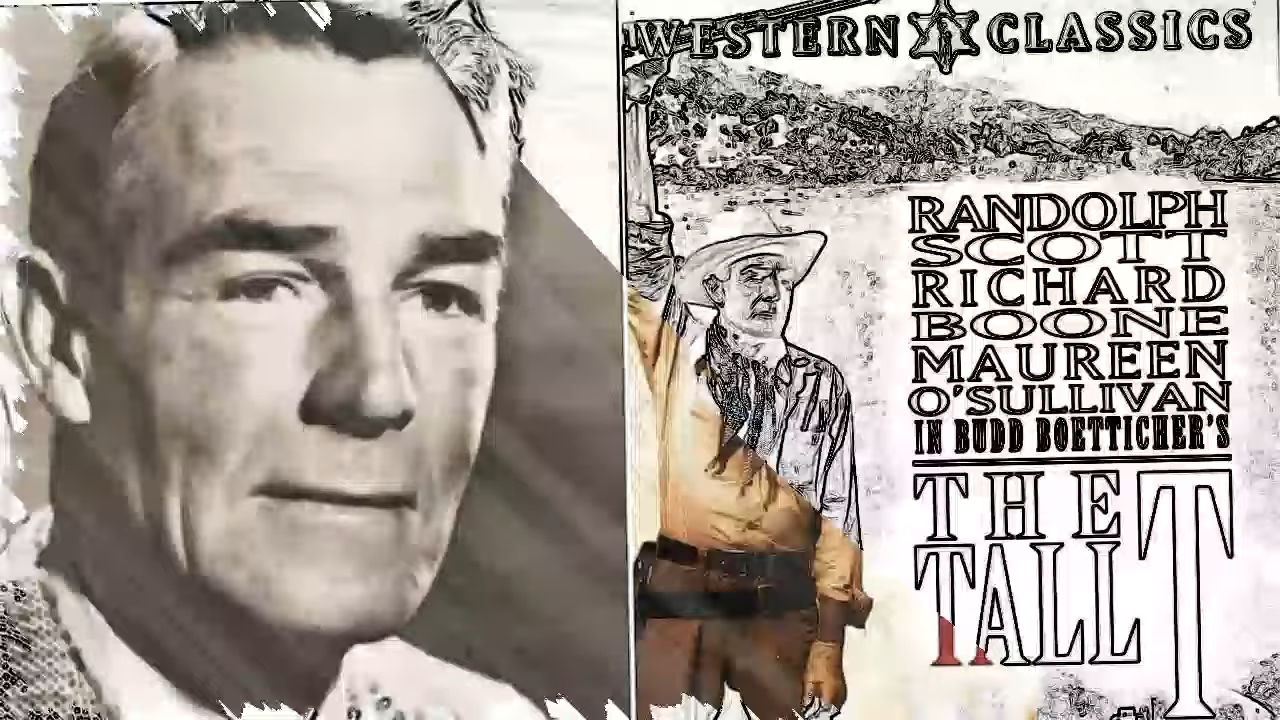 WESTERN CLASSICS
RANDOLPH
SCOTT
RICHARD
BOONE
MAUREEN
O'SULLIVAN
IN BUDD BOETTICHER'S
THE
TALL T